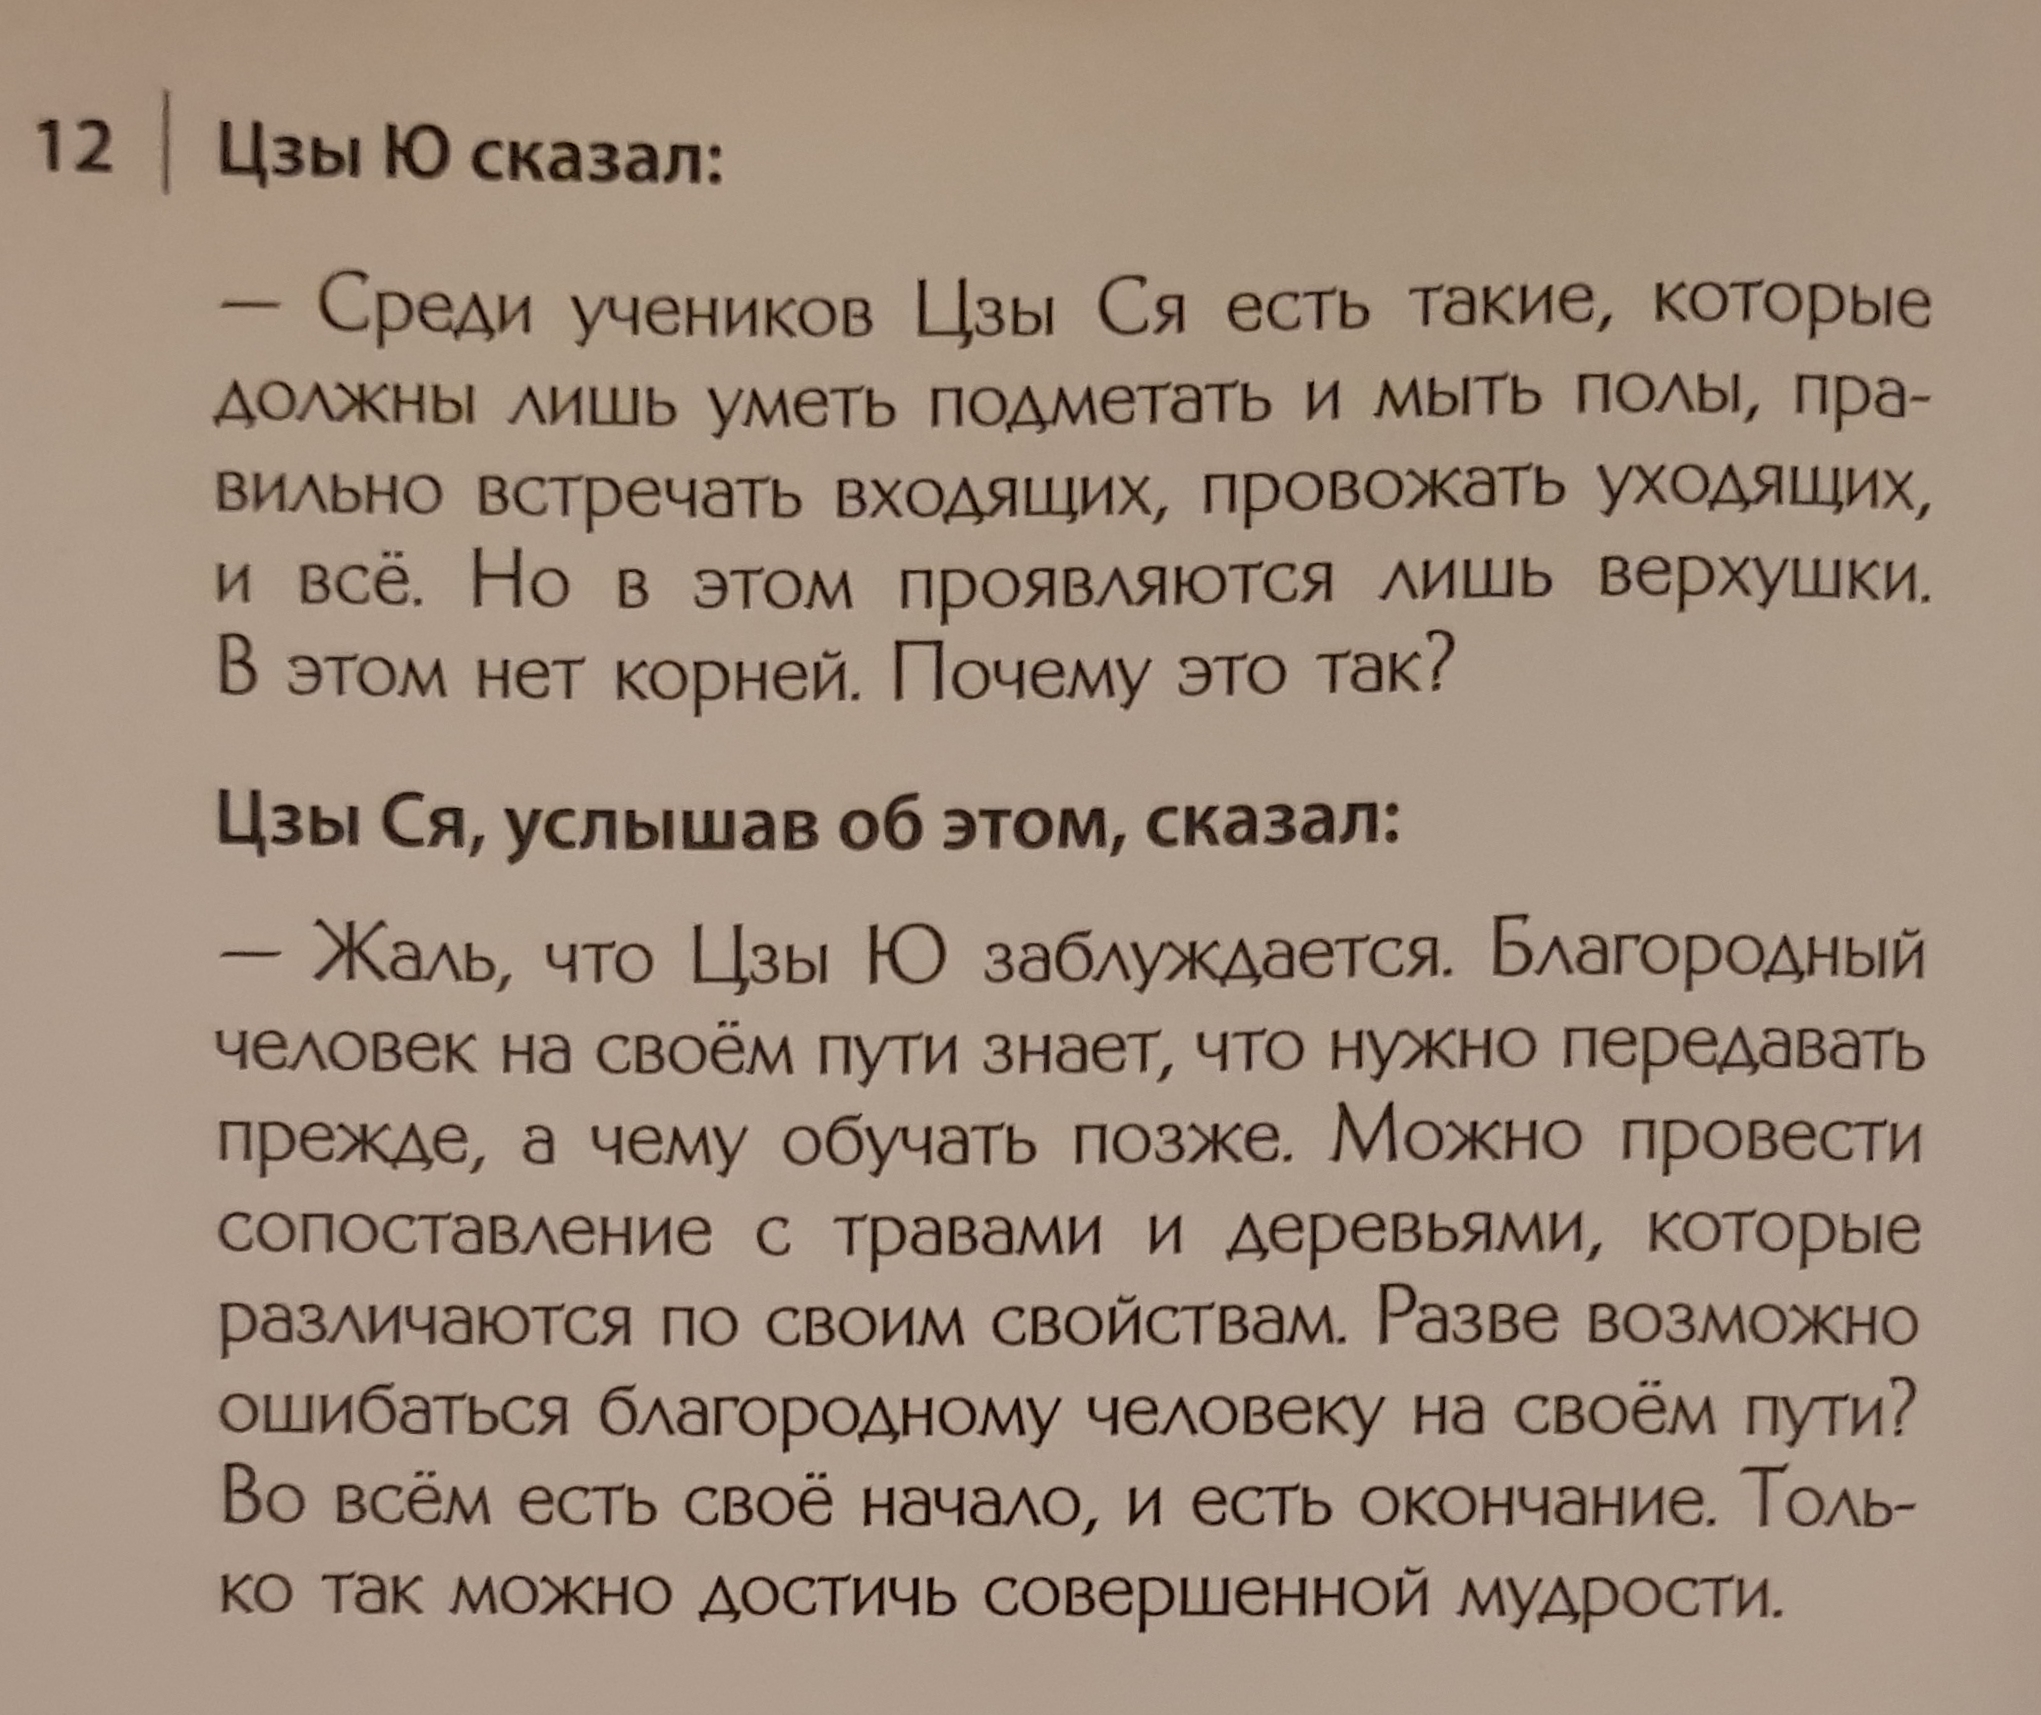 12 Цзы Ю сказал:
— Среди учеников Цзы Ся есть такие, которые
должны лишь уметь подметать и мыть полы, пра-
вильно встречать входящих, провожать уходящих,
и всё. Но в этом проявляются лишь верхушки.
В этом нет корней. Почему это так?
Цзы Ся, услышав об этом, сказал:
— Жаль, что Цзы Ю заблуждается. Благородный
человек на своём пути знает, что нужно передавать
прежде, а чему обучать позже. Можно провести
сопоставление с травами и деревьями, которые
различаются по своим свойствам. Разве возможно
ошибаться благородному человеку на своём пути?
Во всём есть своё начало, и есть окончание. Толь-
ко так можно достичь совершенной мудрости.